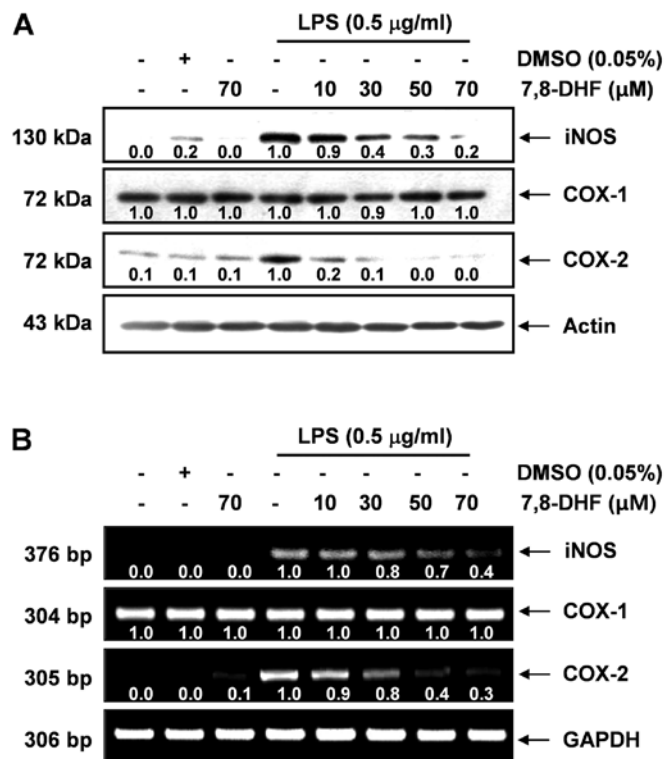 A
LPS (0.5 μg/ml)
- + - - - - - - DMSO (0.05%)
- - 70 - 10 30 50 70 7,8-DHF (μM)
130 kDa iNOS
0.0 0.2 0.0 1.0 0.9 0.4 0.3 0.2
72 kDa COX-1
1.0 1.0 1.0 1.0 1.0 0.9 1.0 1.0
72 kDa COX-2
0.1 0.1 0.1 1.0 0.2 0.1 0.0 0.0
43 kDa Actin
B
LPS (0.5 μg/ml)
- + - - - - - - DMSO (0.05%)
- - 70 - 10 30 50 70 7,8-DHF (μM)
376 bp iNOS
0.0 0.0 0.0 1.0 1.0 0.8 0.7 0.4
304 bp COX-1
1.0 1.0 1.0 1.0 1.0 1.0 1.0 1.0
305 bp COX-2
0.0 0.0 0.1 1.0 0.9 0.8 0.4 0.3
306 bp GAPDH